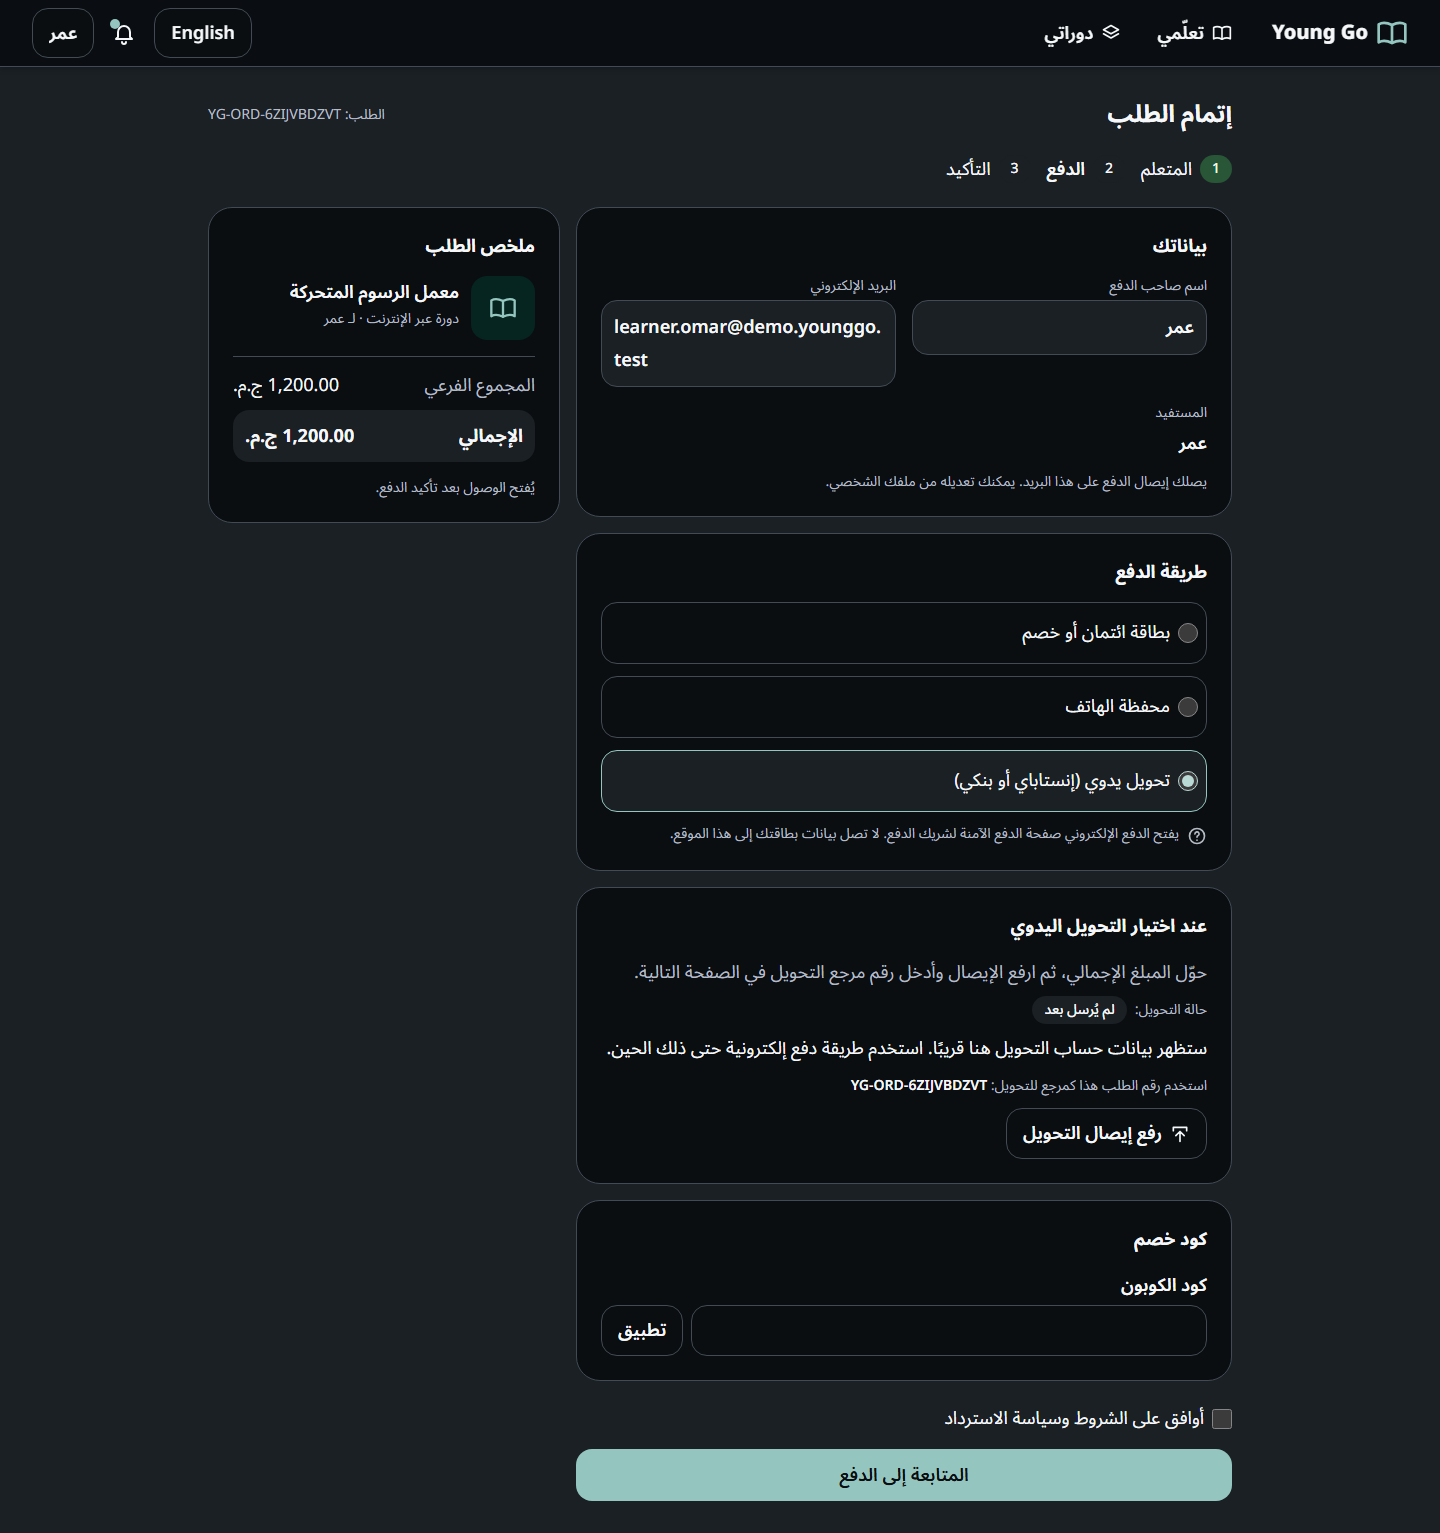 Young Go
تعلّمي
دوراتي
English
عمر
إتمام الطلب
الطلب: YG-ORD-6ZIJVBDZVT
1 المتعلم 2 الدفع 3 التأكيد
بياناتك
اسم صاحب الدفع
عمر
البريد الإلكتروني
learner.omar@demo.younggo.
test
المستفيد
عمر
يصلك إيصال الدفع على هذا البريد. يمكنك تعديله من ملفك الشخصي.
ملخص الطلب
معمل الرسوم المتحركة
دورة عبر الإنترنت · لـ عمر
المجموع الفرعي 1,200.00 ج.م.
الإجمالي 1,200.00 ج.م.
يُفتح الوصول بعد تأكيد الدفع.
طريقة الدفع
بطاقة ائتمان أو خصم
محفظة الهاتف
تحويل يدوي (إنستاباي أو بنكي)
يفتح الدفع الإلكتروني صفحة الدفع الآمنة لشريك الدفع. لا تصل بيانات بطاقتك إلى هذا الموقع.
عند اختيار التحويل اليدوي
حوّل المبلغ الإجمالي، ثم ارفع الإيصال وأدخل رقم مرجع التحويل في الصفحة التالية.
حالة التحويل: لم يُرسل بعد
ستظهر بيانات حساب التحويل هنا قريبًا. استخدم طريقة دفع إلكترونية حتى ذلك الحين.
استخدم رقم الطلب هذا كمرجع للتحويل: YG-ORD-6ZIJVBDZVT
رفع إيصال التحويل
كود خصم
كود الكوبون
تطبيق
أوافق على الشروط وسياسة الاسترداد
المتابعة إلى الدفع